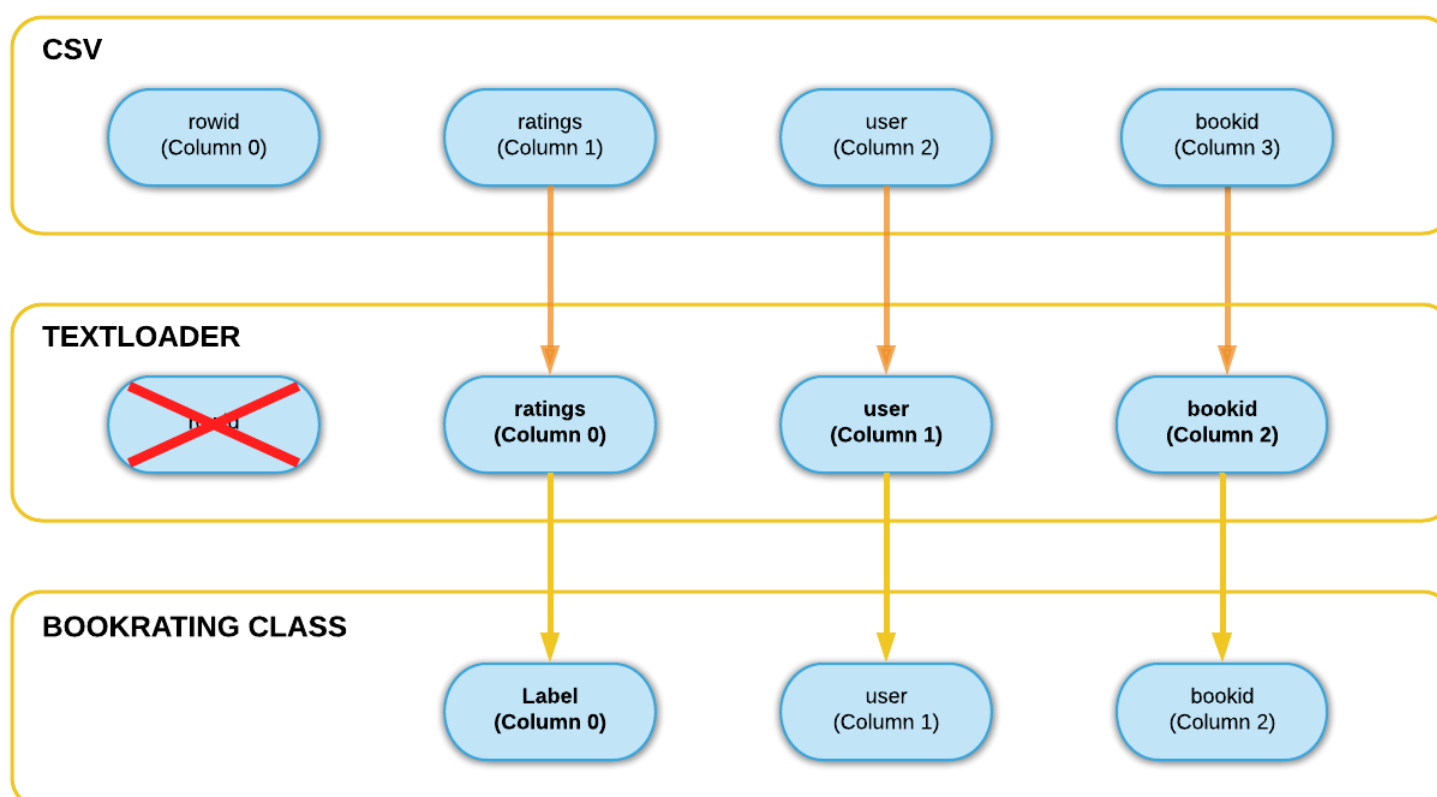 CSV
rowid
(Column 0)
ratings
(Column 1)
user
(Column 2)
bookid
(Column 3)
TEXTLOADER
ratings
(Column 0)
user
(Column 1)
bookid
(Column 2)
BOOKRATING CLASS
Label
(Column 0)
user
(Column 1)
bookid
(Column 2)